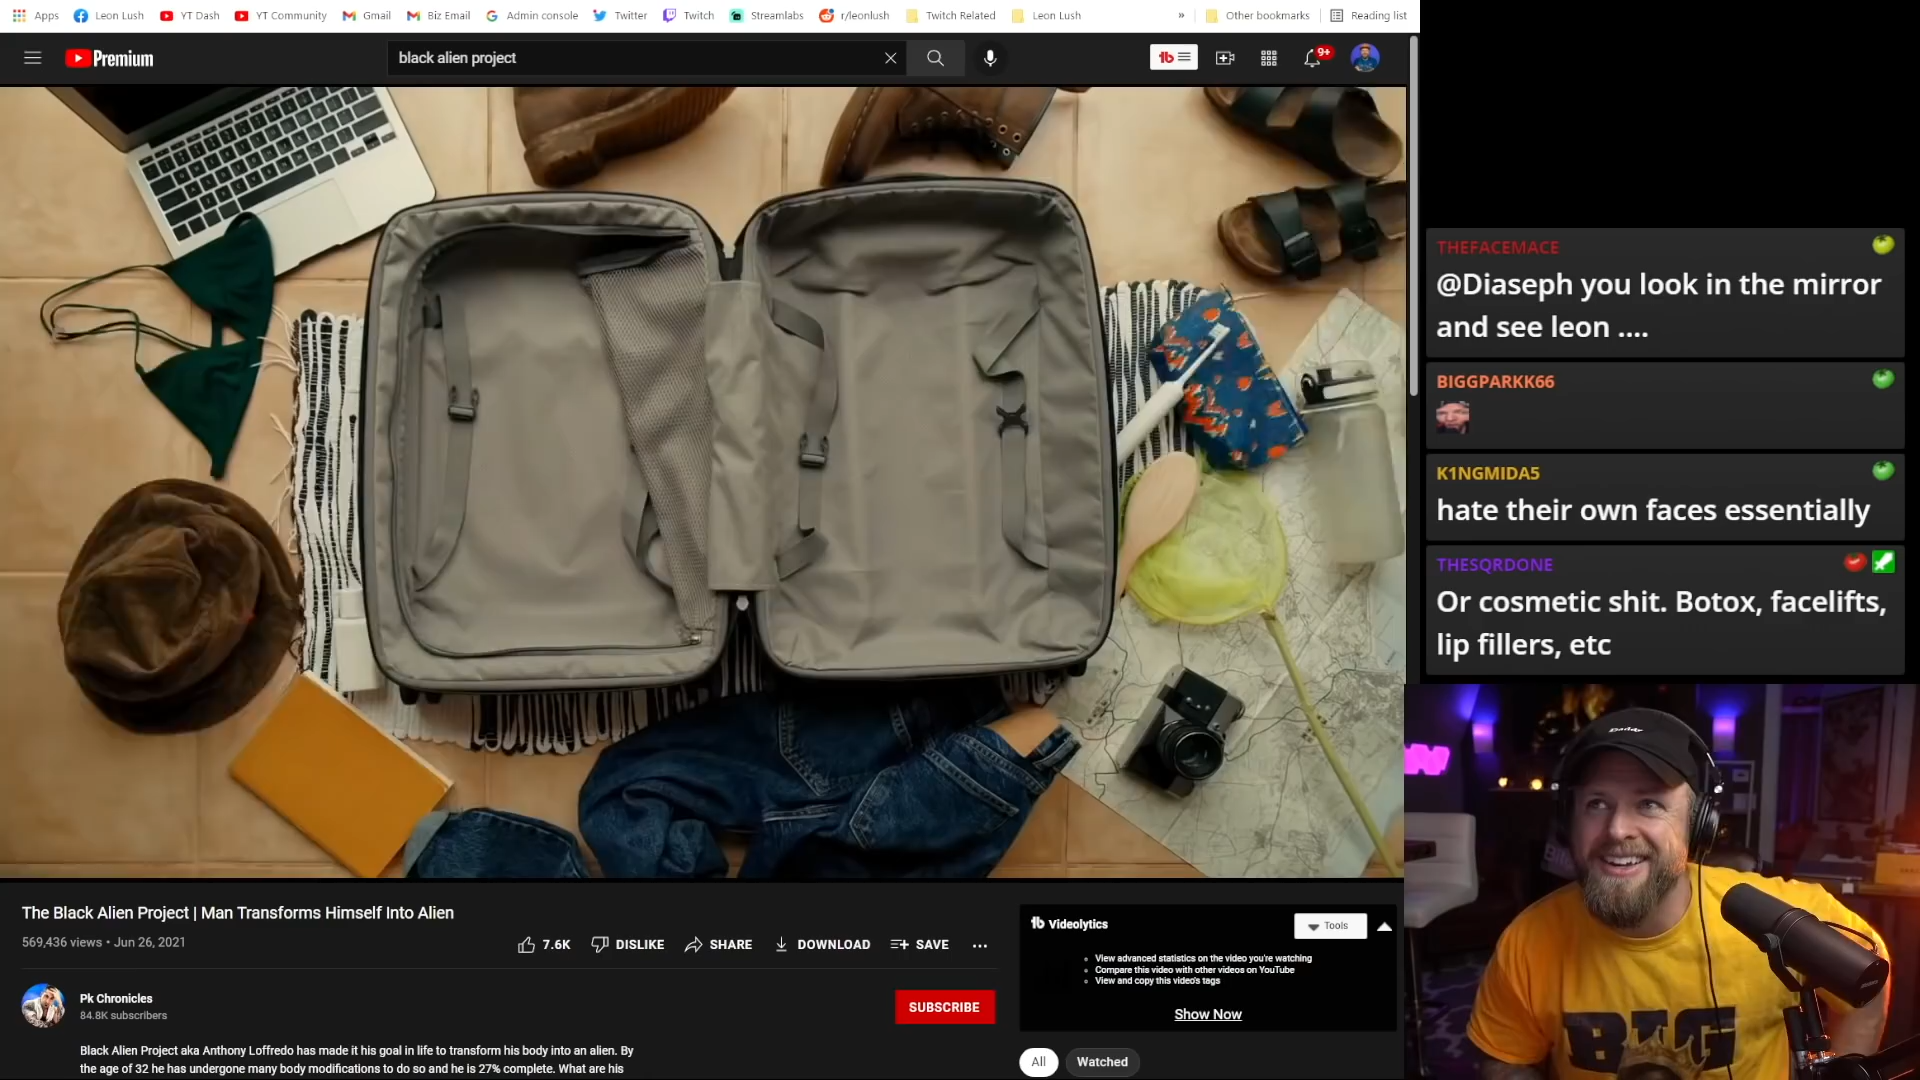 Apps
Leon Lush
YT Dash
YT Community
Gmail
Biz Email
Admin console
Twitter
Twitch
Streamlabs
r/leonlush
Twitch Related
Leon Lush
»
Other bookmarks
Reading list
Premium
black alien project
9+
THEFACEMACE
@Diaseph you look in the mirror
and see leon ....
BIGGPARKK66
K1NGMIDA5
hate their own faces essentially
THESQRDONE
Or cosmetic shit. Botox, facelifts,
lip fillers, etc
Daddy
BIG
The Black Alien Project | Man Transforms Himself Into Alien
569,436 views • Jun 26, 2021
7.6K
DISLIKE
SHARE
DOWNLOAD
SAVE
Pk Chronicles
84.8K subscribers
SUBSCRIBE
Black Alien Project aka Anthony Loffredo has made it his goal in life to transform his body into an alien. By
the age of 32 he has undergone many body modifications to do so and he is 27% complete. What are his
Videolytics
Tools
View advanced statistics on the video you're watching
Compare this video with other videos on YouTube
View and copy this video's tags
Show Now
All
Watched